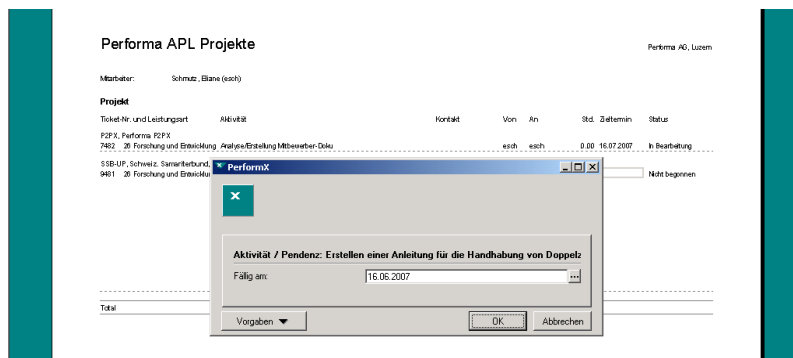 Performa APL Projekte
Performa AG, Luzern
Mitarbeiter: Schmutz, Eliane (esch)
Projekt
Ticket-Nr. und Leistungsart Aktivität Kontakt Von An Std. Zieltermin Status
P2PX, Performa P2PX
7482 26 Forschung und Entwicklung Analyse/Erstellung Mitbewerber-Doku esch esch 0.00 16.07.2007 In Bearbeitung
SSB-UP, Schweiz. Samariterbund,
9481 26 Forschung und Entwicklu Nicht begonnen
PerformX
Aktivität / Pendenz: Erstellen einer Anleitung für die Handhabung von Doppelz
Fällig am: 16.06.2007 ...
Total
Vorgaben OK Abbrechen